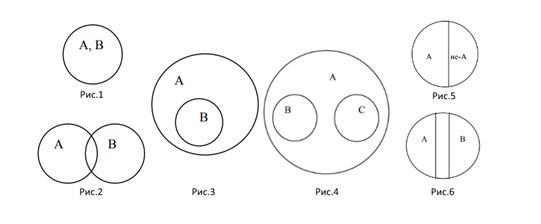 A, B
Рис.1
A B
Рис.2
A
B
Рис.3
A
B C
Рис.4
A не-A
Рис.5
A B
Рис.6